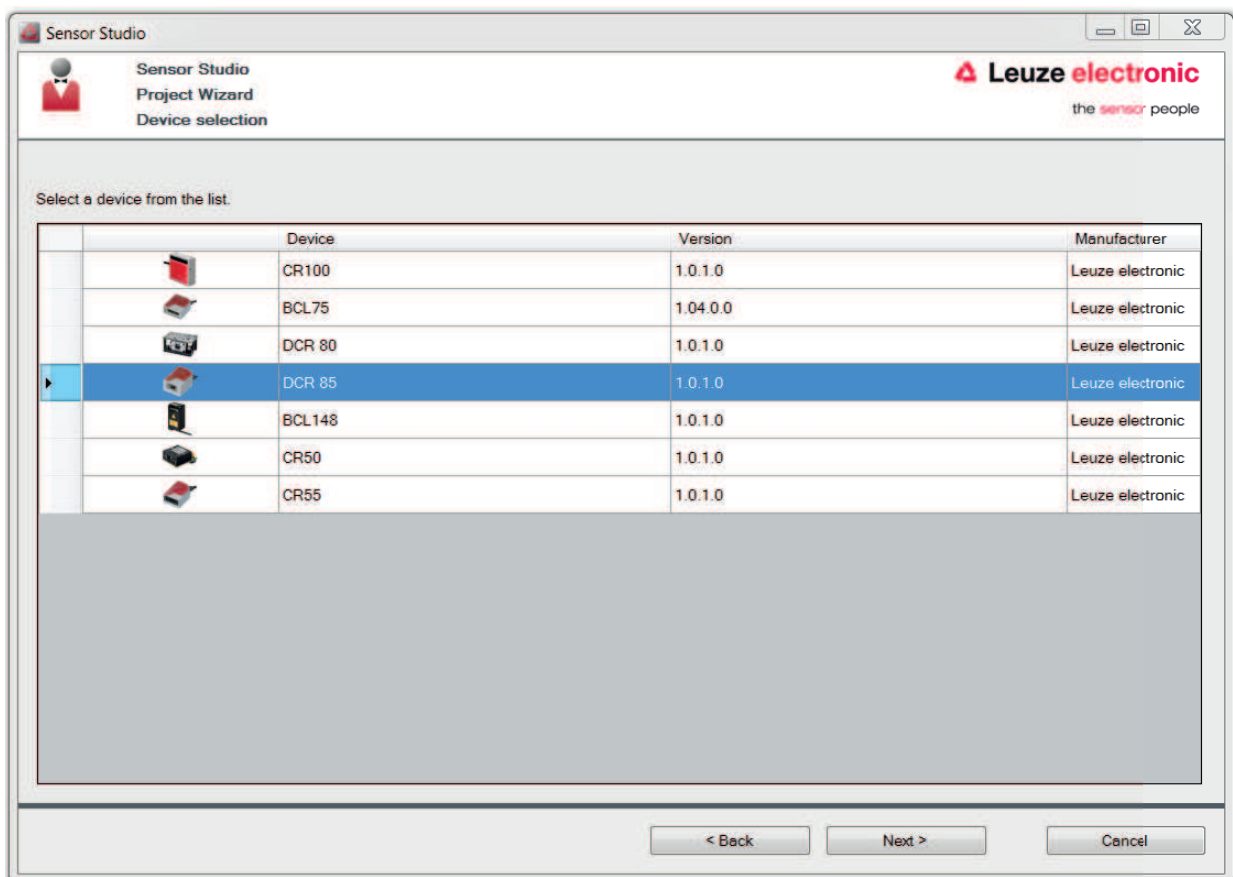 Sensor Studio
Sensor Studio
Project Wizard
Device selection
Leuze electronic
the sensor people
Select a device from the list.
Device Version Manufacturer
CR100 1.0.1.0 Leuze electronic
BCL75 1.04.0.0 Leuze electronic
DCR 80 1.0.1.0 Leuze electronic
DCR 85 1.0.1.0 Leuze electronic
BCL148 1.0.1.0 Leuze electronic
CR50 1.0.1.0 Leuze electronic
CR55 1.0.1.0 Leuze electronic
< Back Next > Cancel